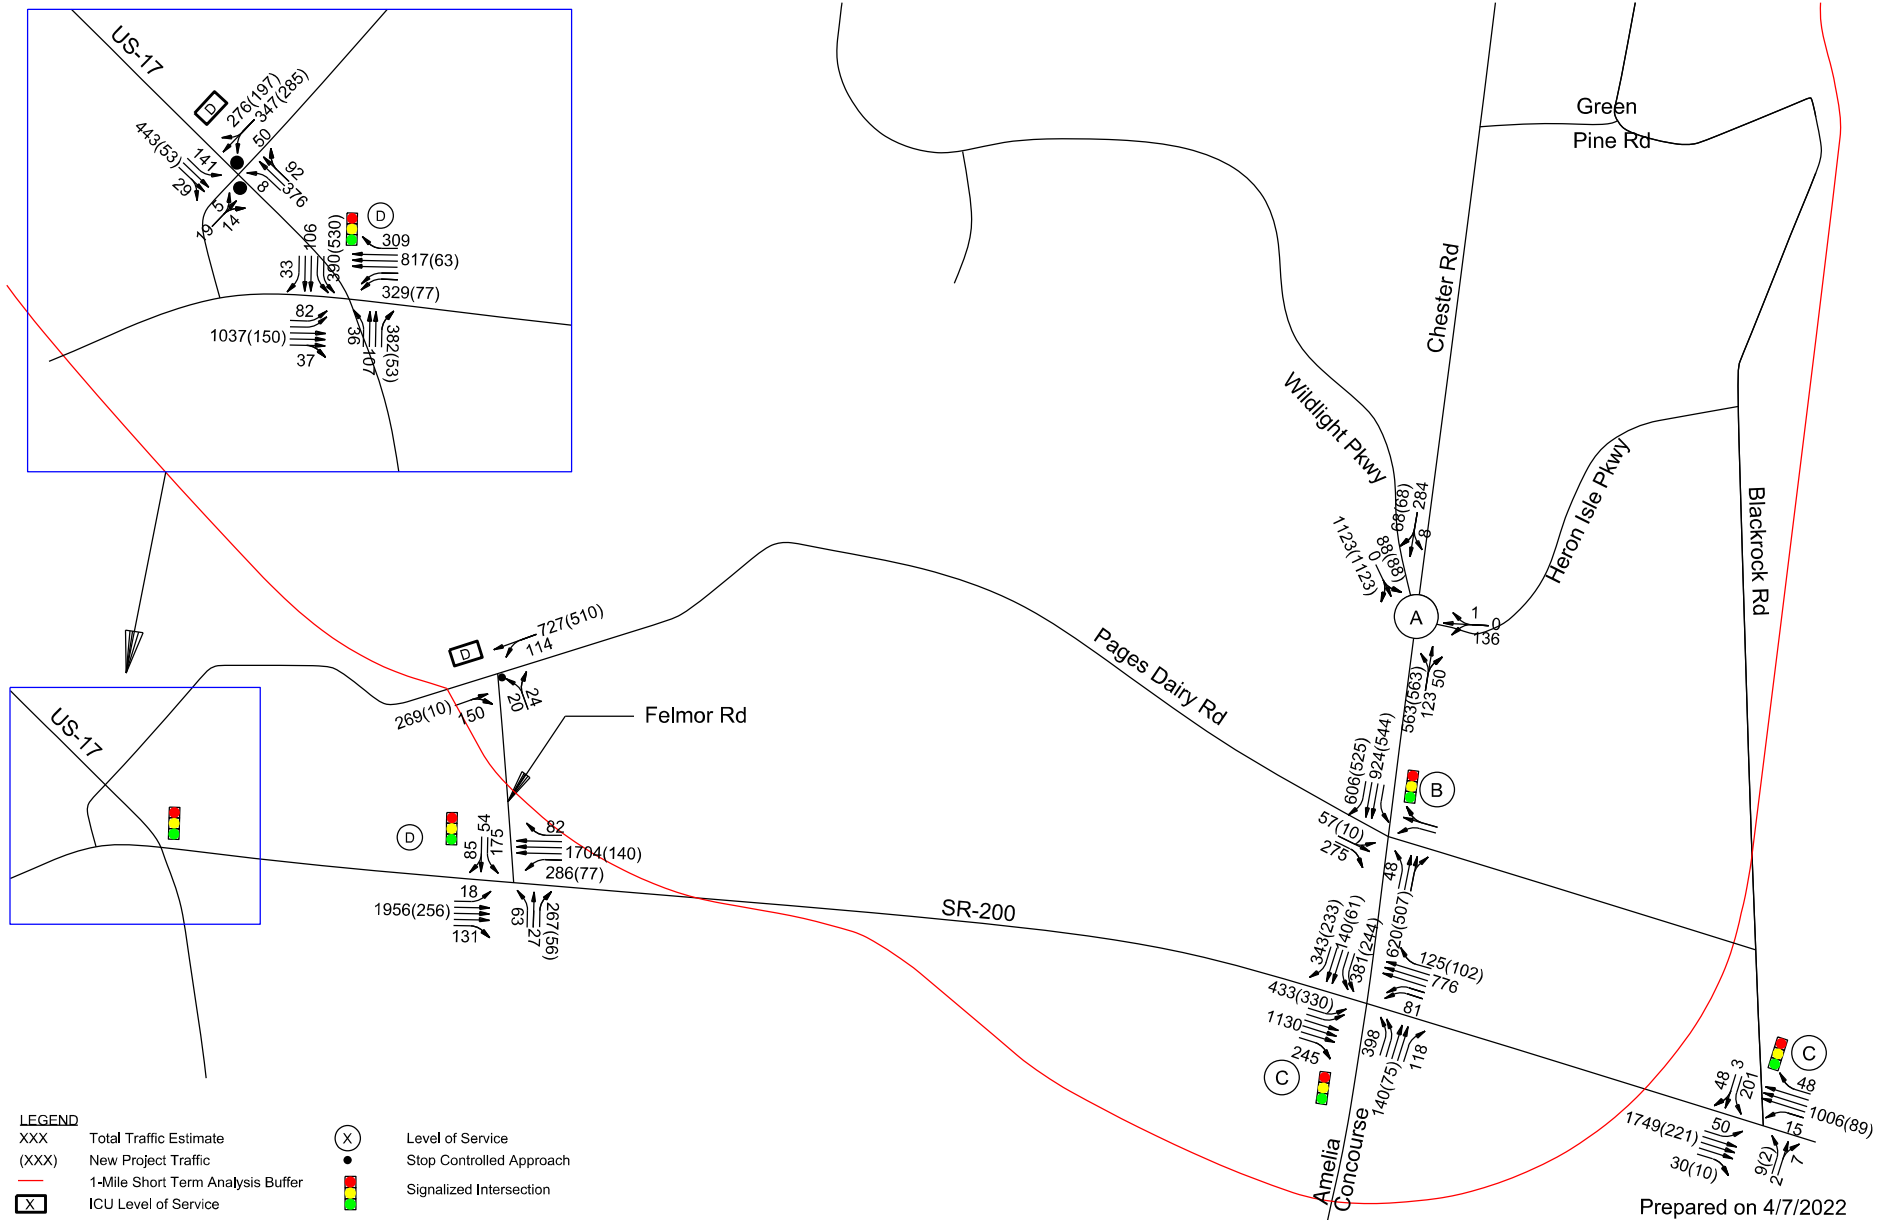 US-17
D
276(197)
347(285)
50
443(53)
141
29
92
376
8
5
19
14
D
106
390(530)
33
309
817(63)
329(77)
82
1037(150)
37
36
107
382(53)
Green
Pine Rd
Chester Rd
Wildlight Pkwy
Heron Isle Pkwy
Blackrock Rd
68(68)
284
8
88(88)
0
1123(1123)
A
1
0
136
563(563)
123
50
Pages Dairy Rd
727(510)
114
D
269(10)
150
20
24
Felmor Rd
US-17
606(525)
924(544)
B
57(10)
275
48
620(507)
D
54
85
175
82
1704(140)
286(77)
18
1956(256)
131
63
27
267(56)
SR-200
343(233)
140(61)
381(244)
125(102)
776
81
433(330)
1130
245
C
398
140(75)
118
Amelia
Concourse
C
48
3
201
48
1006(89)
15
1749(221)
50
30(10)
9(2)
2
7
LEGEND
XXX Total Traffic Estimate
(XXX) New Project Traffic
1-Mile Short Term Analysis Buffer
X ICU Level of Service
X Level of Service
Stop Controlled Approach
Signalized Intersection
Prepared on 4/7/2022